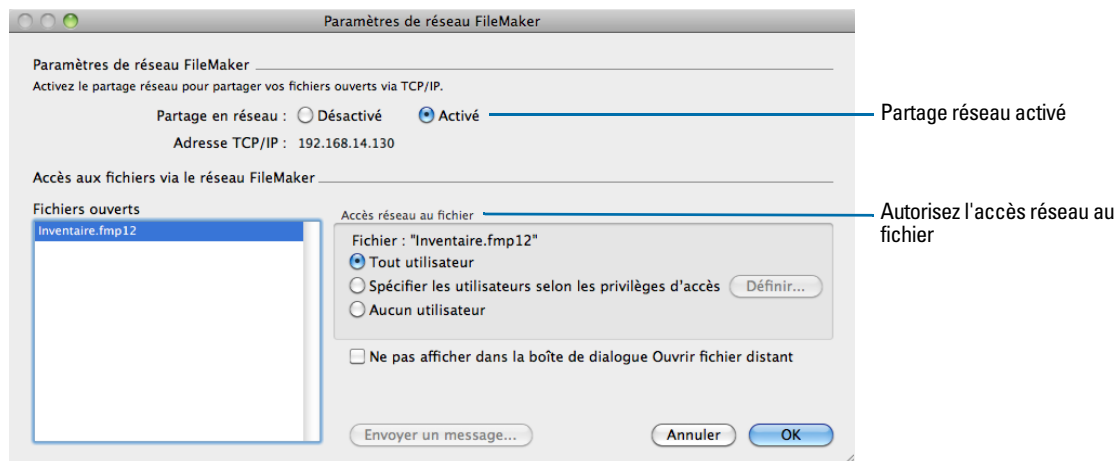 Paramètres de réseau FileMaker
Paramètres de réseau FileMaker
Activez le partage réseau pour partager vos fichiers ouverts via TCP/IP.
Partage en réseau : Désactivé Activé
Partage réseau activé
Adresse TCP/IP : 192.168.14.130
Accès aux fichiers via le réseau FileMaker
Fichiers ouverts
Inventaire.fmp12
Accès réseau au fichier
Autorisez l'accès réseau au
fichier
Fichier : "Inventaire.fmp12"
Tout utilisateur
Spécifier les utilisateurs selon les privilèges d'accès Définir...
Aucun utilisateur
Ne pas afficher dans la boîte de dialogue Ouvrir fichier distant
Envoyer un message... Annuler OK